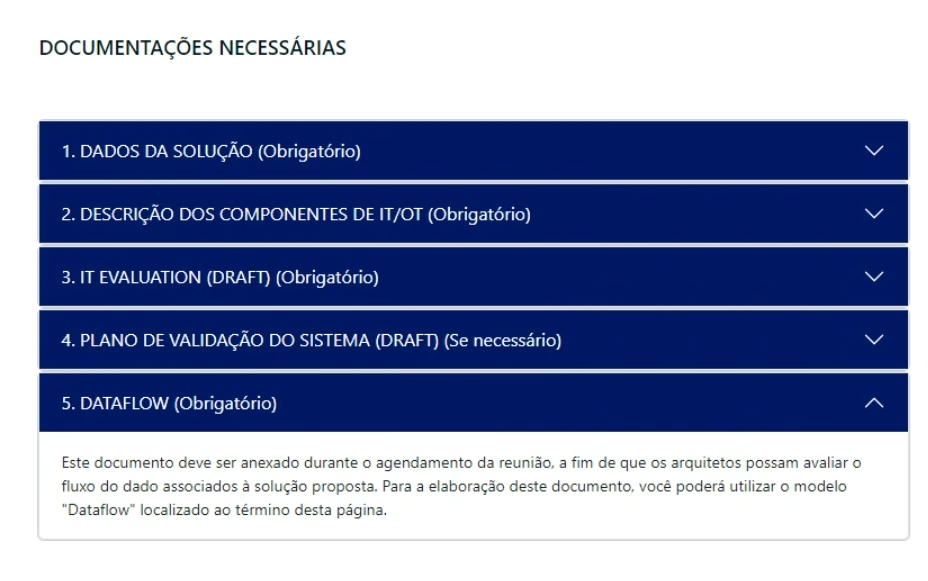 DOCUMENTAÇÕES NECESSÁRIAS
1. DADOS DA SOLUÇÃO (Obrigatório)
2. DESCRIÇÃO DOS COMPONENTES DE IT/OT (Obrigatório)
3. IT EVALUATION (DRAFT) (Obrigatório)
4. PLANO DE VALIDAÇÃO DO SISTEMA (DRAFT) (Se necessário)
5. DATAFLOW (Obrigatório)
Este documento deve ser anexado durante o agendamento da reunião, a fim de que os arquitetos possam avaliar o
fluxo do dado associados à solução proposta. Para a elaboração deste documento, você poderá utilizar o modelo
"Dataflow" localizado ao término desta página.